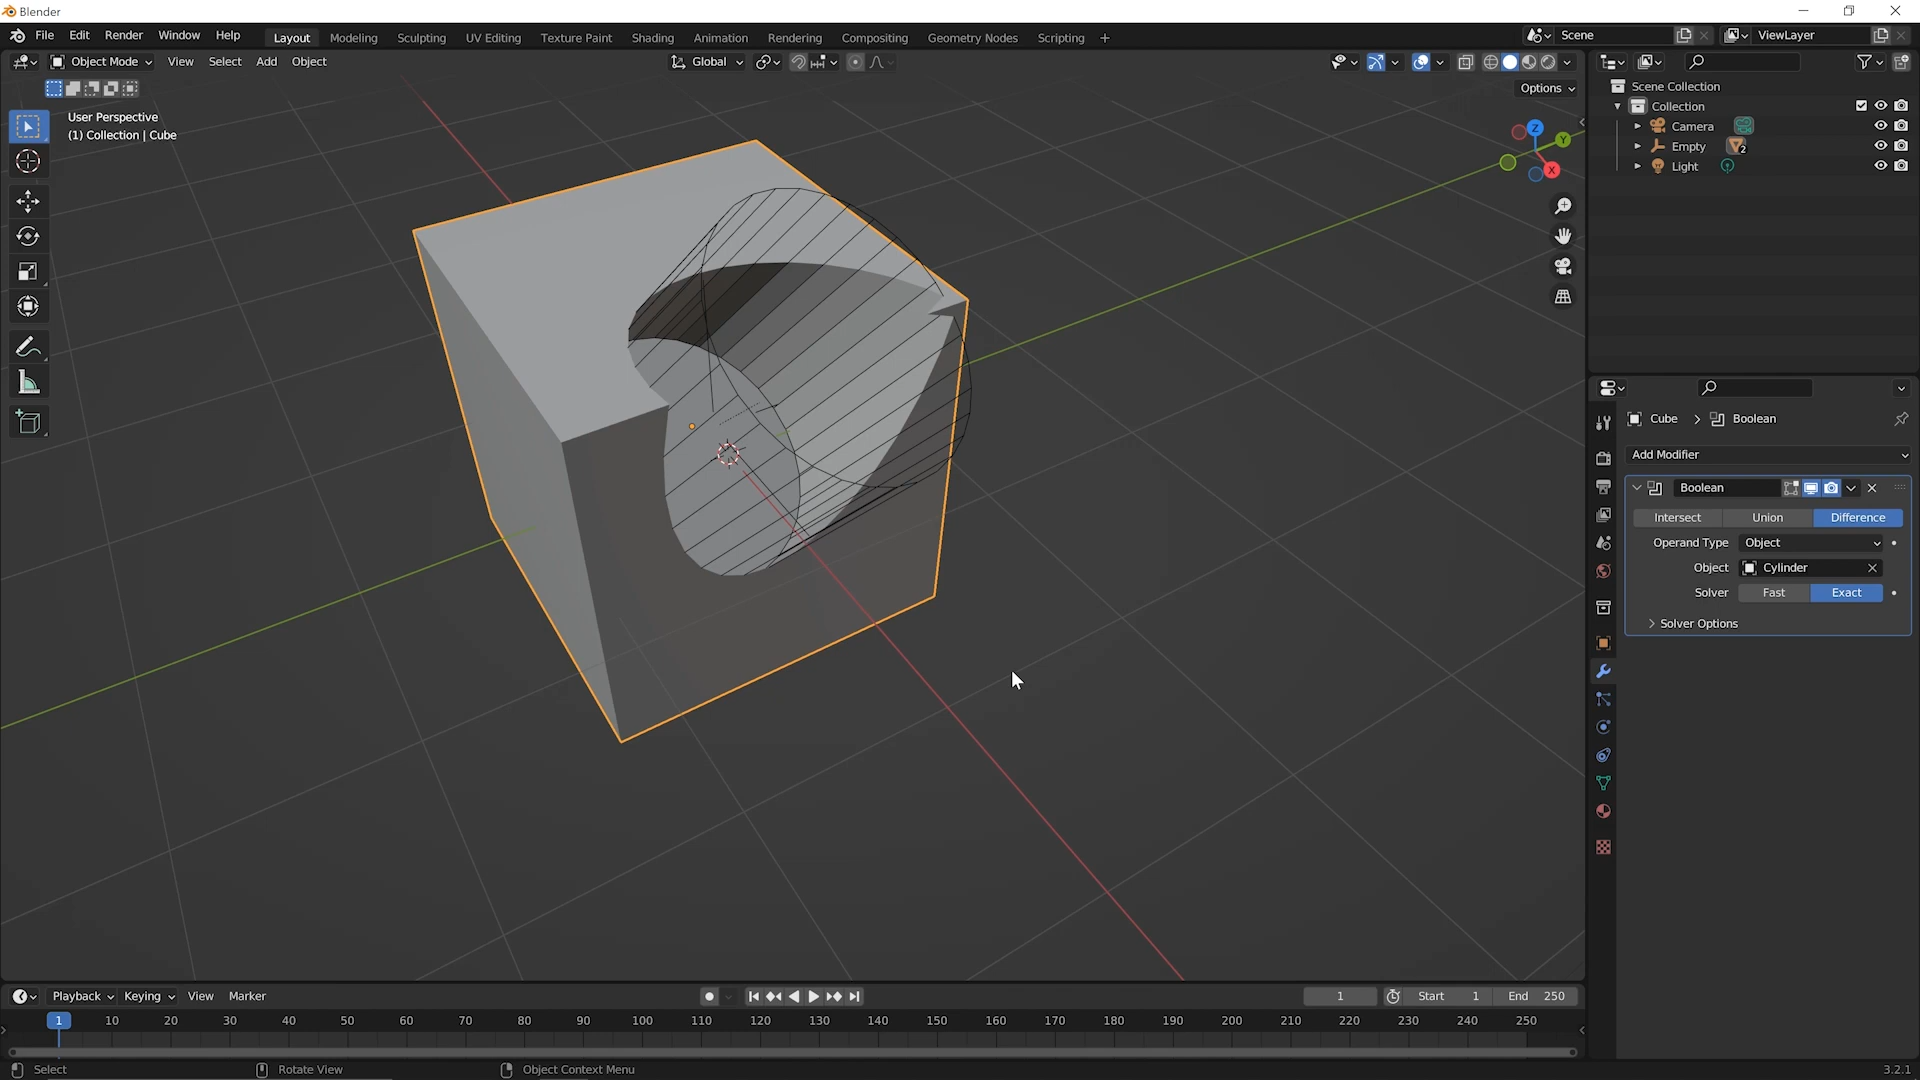 Blender
File Edit Render Window Help Layout Modeling Sculpting UV Editing Texture Paint Shading Animation Rendering Compositing Geometry Nodes Scripting + Scene ViewLayer
Object Mode View Select Add Object Global
Options
User Perspective
(1) Collection | Cube
Z
Y
X
Scene Collection
Collection
Camera
Empty 2
Light
Cube > Boolean
Add Modifier
Boolean
Intersect Union Difference
Operand Type Object
Object Cylinder
Solver Fast Exact
Solver Options
Playback Keying View Marker 1 Start 1 End 250
1 10 20 30 40 50 60 70 80 90 100 110 120 130 140 150 160 170 180 190 200 210 220 230 240 250
Select Rotate View Object Context Menu 3.2.1